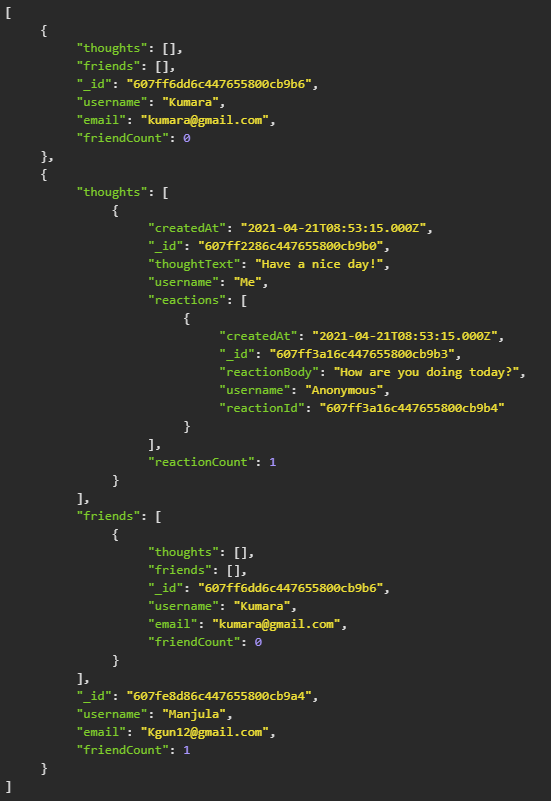 [
{
"thoughts": [],
"friends": [],
"_id": "607ff6dd6c447655800cb9b6",
"username": "Kumara",
"email": "kumara@gmail.com",
"friendCount": 0
},
{
"thoughts": [
{
"createdAt": "2021-04-21T08:53:15.000Z",
"_id": "607ff2286c447655800cb9b0",
"thoughtText": "Have a nice day!",
"username": "Me",
"reactions": [
{
"createdAt": "2021-04-21T08:53:15.000Z",
"_id": "607ff3a16c447655800cb9b3",
"reactionBody": "How are you doing today?",
"username": "Anonymous",
"reactionId": "607ff3a16c447655800cb9b4"
}
],
"reactionCount": 1
}
],
"friends": [
{
"thoughts": [],
"friends": [],
"_id": "607ff6dd6c447655800cb9b6",
"username": "Kumara",
"email": "kumara@gmail.com",
"friendCount": 0
}
],
"_id": "607fe8d86c447655800cb9a4",
"username": "Manjula",
"email": "Kgun12@gmail.com",
"friendCount": 1
}
]